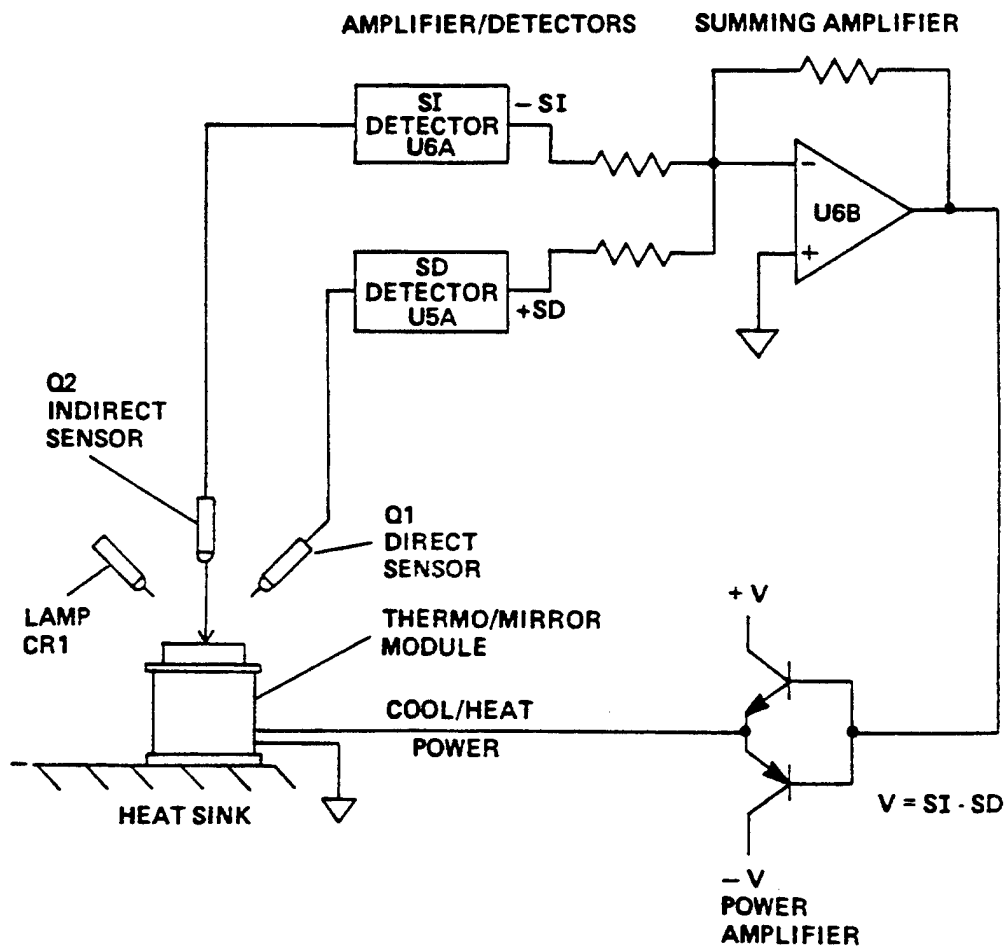 AMPLIFIER/DETECTORS
SUMMING AMPLIFIER
SI
DETECTOR
U6A
- SI
SD
DETECTOR
U5A
+SD
-
U6B
+
Q2
INDIRECT
SENSOR
Q1
DIRECT
SENSOR
LAMP
CR1
THERMO/MIRROR
MODULE
+ V
COOL/HEAT
POWER
HEAT SINK
V = SI - SD
- V
POWER
AMPLIFIER